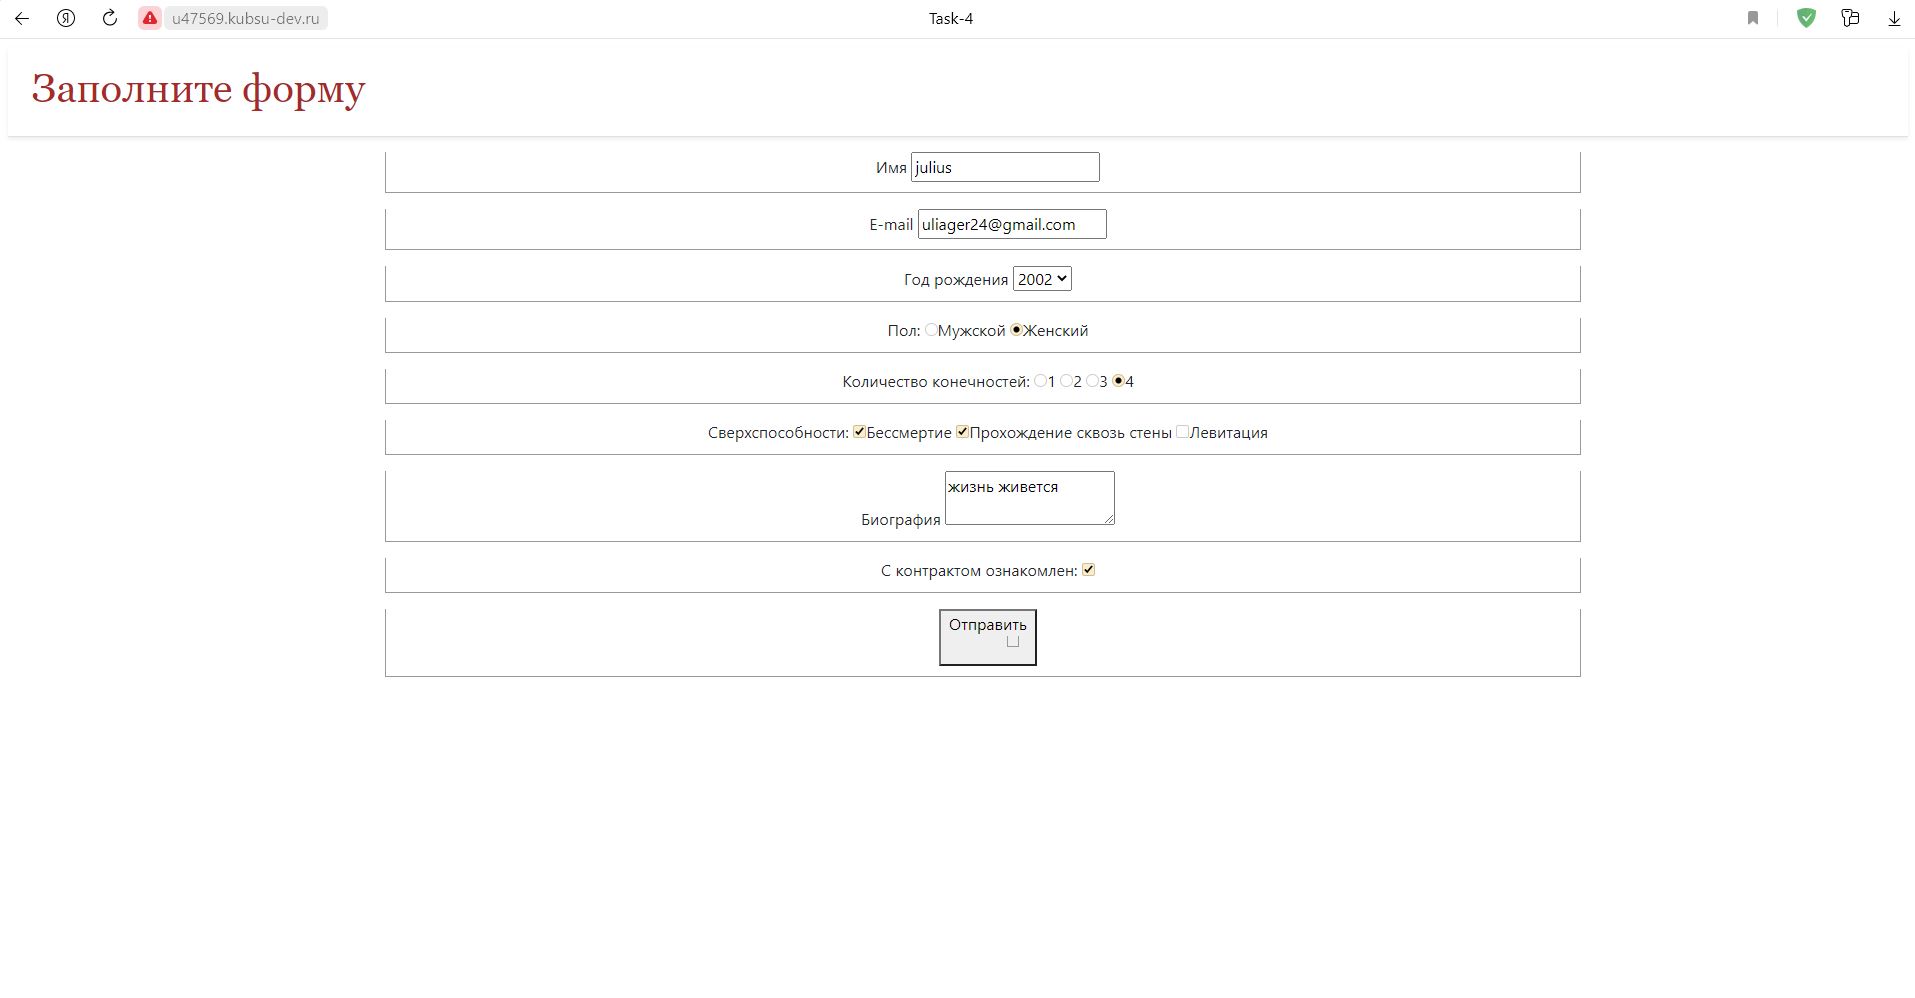 Я u47569.kubsu-dev.ru Task-4
Заполните форму
Имя julius
E-mail uliager24@gmail.com
Год рождения 2002
Пол: Мужской Женский
Количество конечностей: 1 2 3 4
Сверхспособности: Бессмертие Прохождение сквозь стены Левитация
жизнь живется
Биография
С контрактом ознакомлен:
Отправить